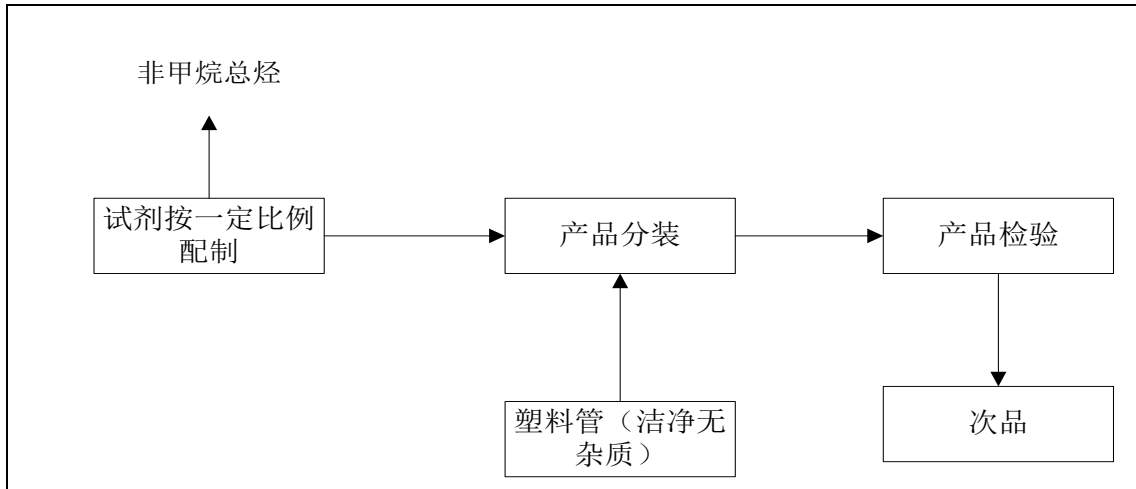 非甲烷总烃
试剂按一定比例
配制
产品分装
产品检验
塑料管（洁净无
杂质）
次品